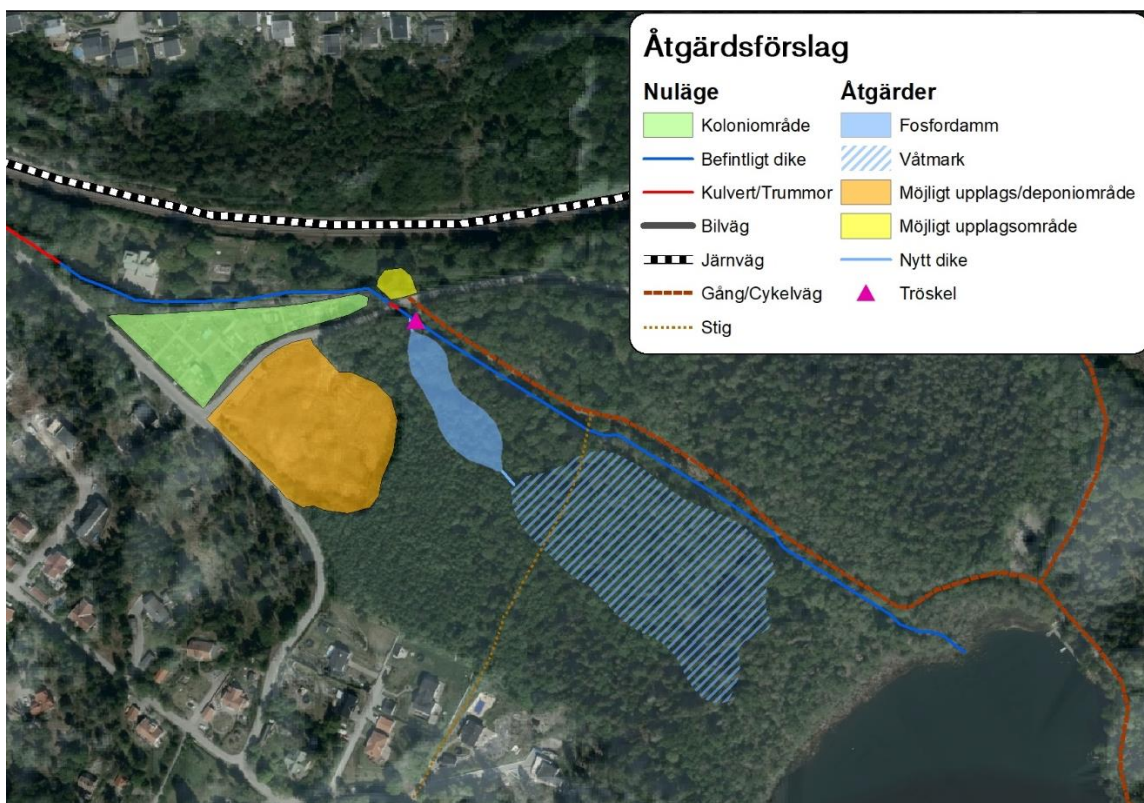 Åtgärdsförslag
Nuläge
Koloniområde
Befintligt dike
Kulvert/Trummor
Bilväg
Järnväg
Gång/Cykelväg
Stig
Åtgärder
Fosfordamm
Våtmark
Möjligt upplags/deponiområde
Möjligt upplagsområde
Nytt dike
Tröskel